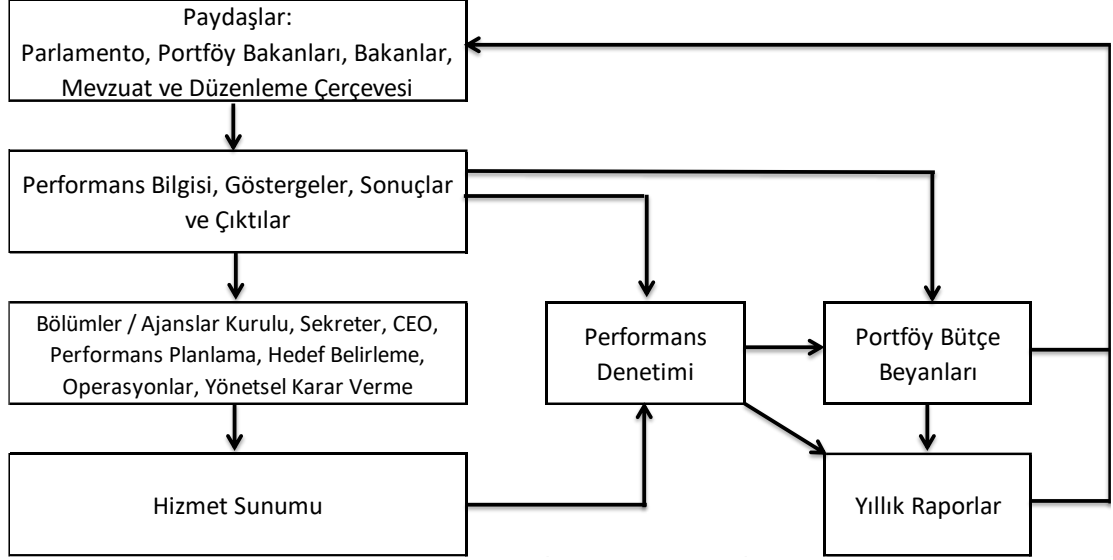 Paydaşlar:
Parlamento, Portföy Bakanları, Bakanlar,
Mevzuat ve Düzenleme Çerçevesi
Performans Bilgisi, Göstergeler, Sonuçlar
ve Çıktılar
Bölümler / Ajanslar Kurulu, Sekreter, CEO,
Performans Planlama, Hedef Belirleme,
Operasyonlar, Yönetsel Karar Verme
Performans
Denetimi
Portföy Bütçe
Beyanları
Hizmet Sunumu
Yıllık Raporlar